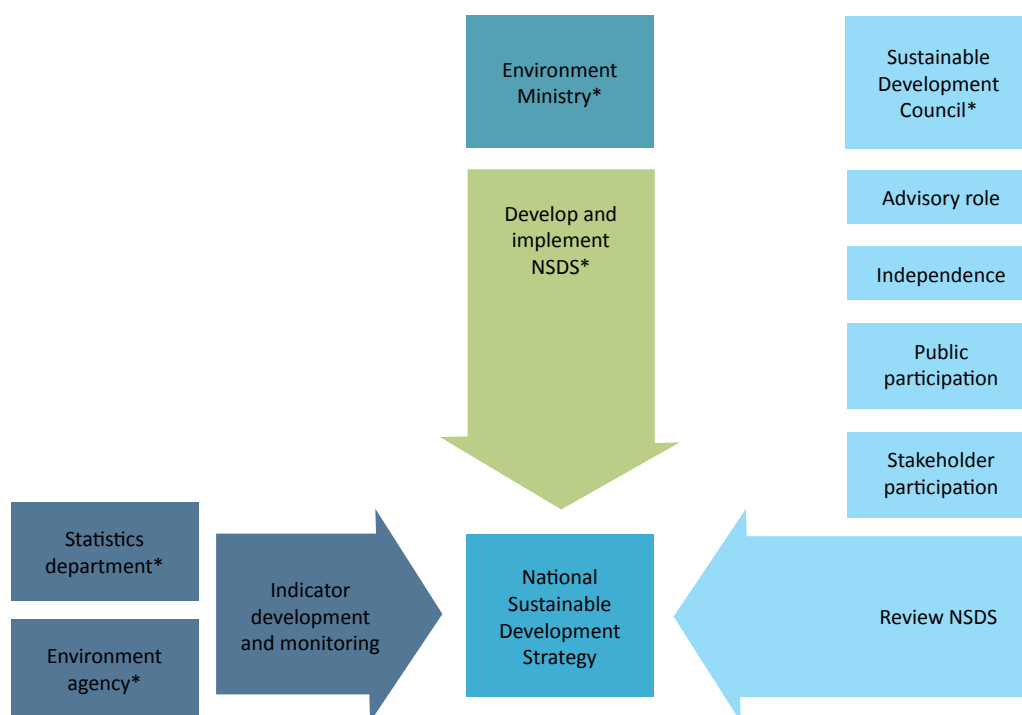 Environment
Ministry*
Sustainable
Development
Council*
Advisory role
Develop and
implement
NSDS*
Independence
Public
participation
Stakeholder
participation
Statistics
department*
Indicator
development
and monitoring
National
Sustainable
Development
Strategy
Review NSDS
Environment
agency*